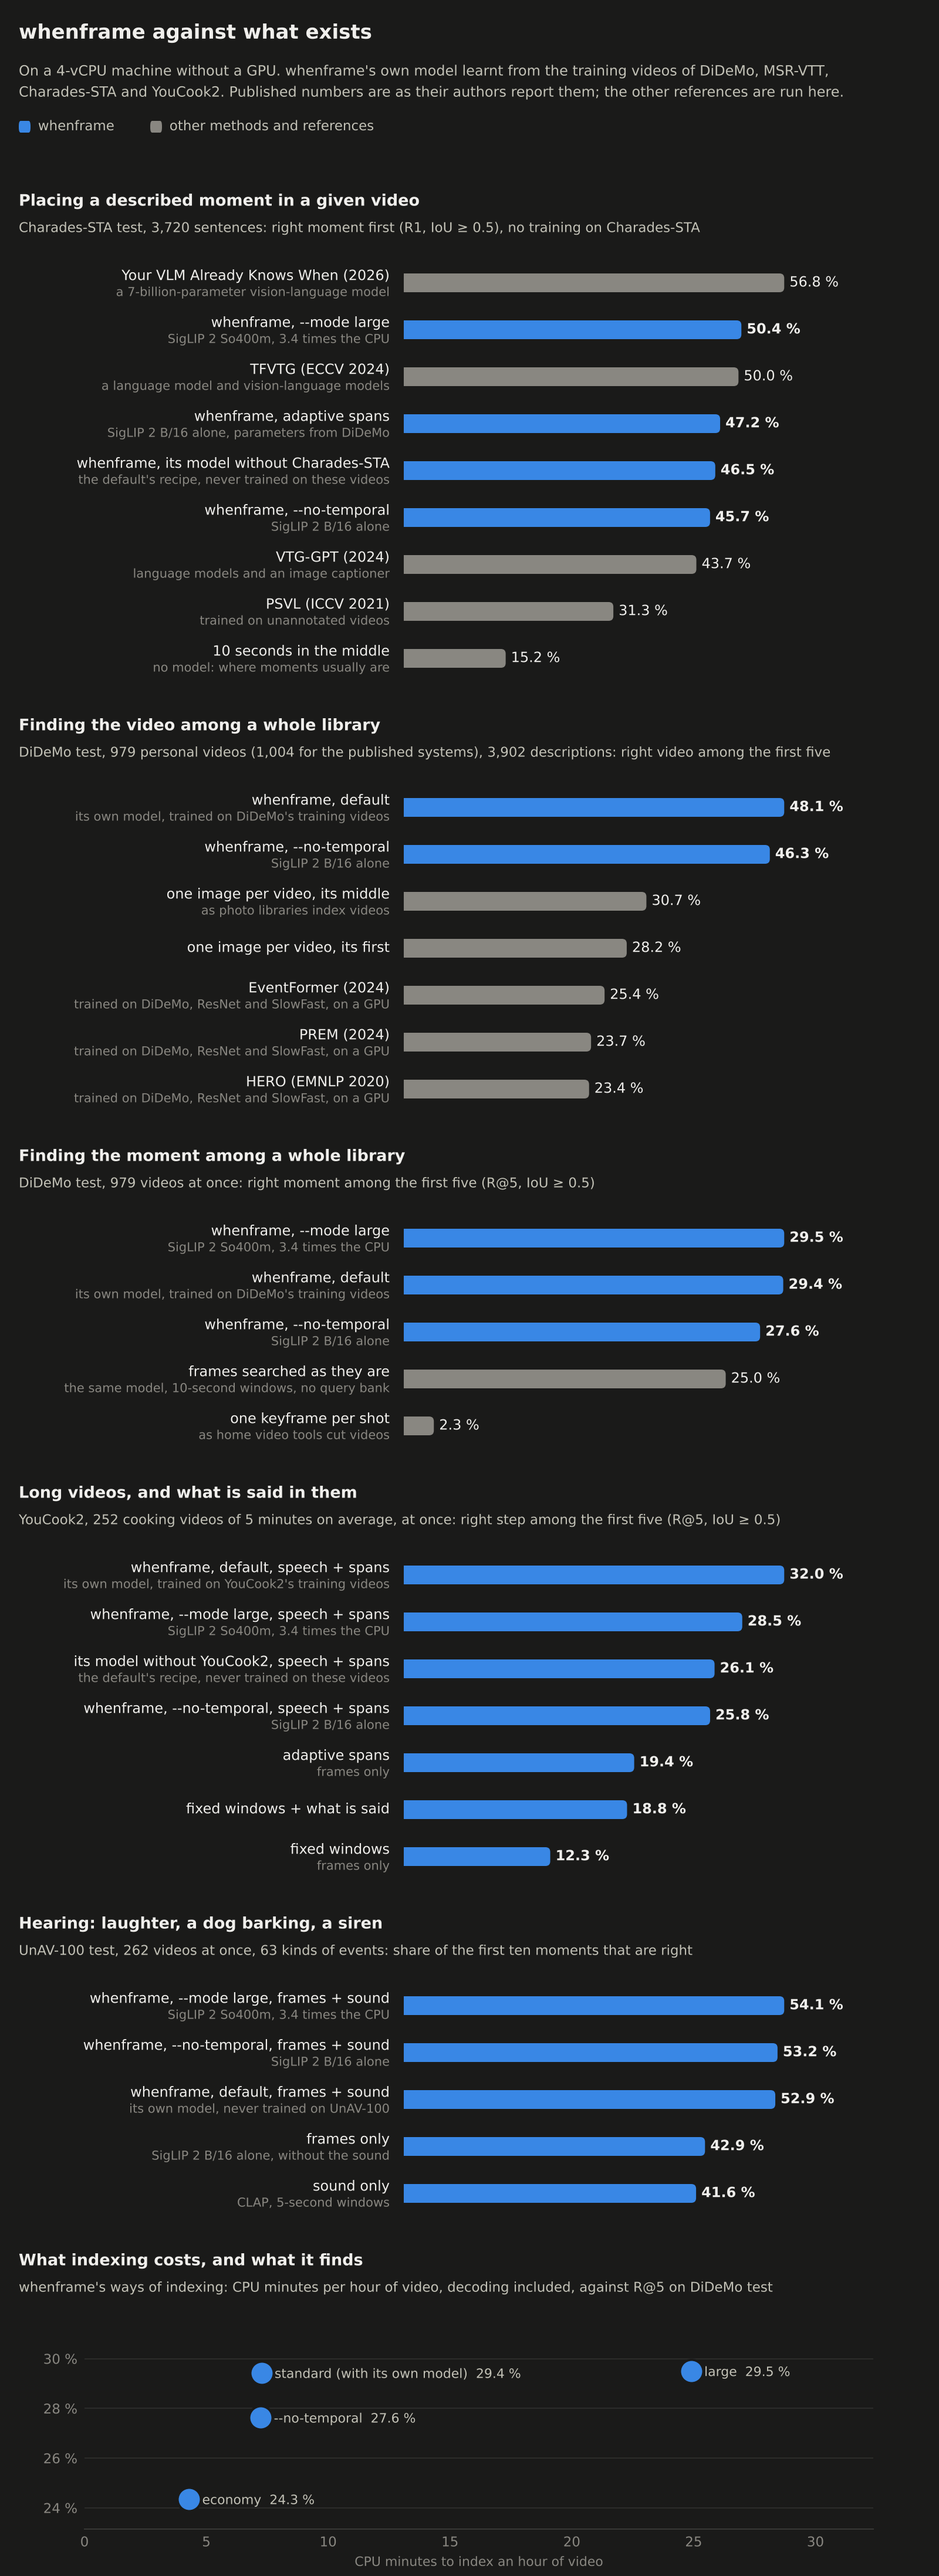 whenframe against what exists
On a 4-vCPU machine without a GPU. whenframe's own model learnt from the training videos of DiDeMo, MSR-VTT,
Charades-STA and YouCook2. Published numbers are as their authors report them; the other references are run here.
whenframe
other methods and references
Placing a described moment in a given video
Charades-STA test, 3,720 sentences: right moment first (R1, IoU ≥ 0.5), no training on Charades-STA
Your VLM Already Knows When (2026)
a 7-billion-parameter vision-language model
56.8 %
whenframe, --mode large
SigLIP 2 So400m, 3.4 times the CPU
50.4 %
TFVTG (ECCV 2024)
a language model and vision-language models
50.0 %
whenframe, adaptive spans
SigLIP 2 B/16 alone, parameters from DiDeMo
47.2 %
whenframe, its model without Charades-STA
the default's recipe, never trained on these videos
46.5 %
whenframe, --no-temporal
SigLIP 2 B/16 alone
45.7 %
VTG-GPT (2024)
language models and an image captioner
43.7 %
PSVL (ICCV 2021)
trained on unannotated videos
31.3 %
10 seconds in the middle
no model: where moments usually are
15.2 %
Finding the video among a whole library
DiDeMo test, 979 personal videos (1,004 for the published systems), 3,902 descriptions: right video among the first five
whenframe, default
its own model, trained on DiDeMo's training videos
48.1 %
whenframe, --no-temporal
SigLIP 2 B/16 alone
46.3 %
one image per video, its middle
as photo libraries index videos
30.7 %
one image per video, its first
28.2 %
EventFormer (2024)
trained on DiDeMo, ResNet and SlowFast, on a GPU
25.4 %
PREM (2024)
trained on DiDeMo, ResNet and SlowFast, on a GPU
23.7 %
HERO (EMNLP 2020)
trained on DiDeMo, ResNet and SlowFast, on a GPU
23.4 %
Finding the moment among a whole library
DiDeMo test, 979 videos at once: right moment among the first five (R@5, IoU ≥ 0.5)
whenframe, --mode large
SigLIP 2 So400m, 3.4 times the CPU
29.5 %
whenframe, default
its own model, trained on DiDeMo's training videos
29.4 %
whenframe, --no-temporal
SigLIP 2 B/16 alone
27.6 %
frames searched as they are
the same model, 10-second windows, no query bank
25.0 %
one keyframe per shot
as home video tools cut videos
2.3 %
Long videos, and what is said in them
YouCook2, 252 cooking videos of 5 minutes on average, at once: right step among the first five (R@5, IoU ≥ 0.5)
whenframe, default, speech + spans
its own model, trained on YouCook2's training videos
32.0 %
whenframe, --mode large, speech + spans
SigLIP 2 So400m, 3.4 times the CPU
28.5 %
its model without YouCook2, speech + spans
the default's recipe, never trained on these videos
26.1 %
whenframe, --no-temporal, speech + spans
SigLIP 2 B/16 alone
25.8 %
adaptive spans
frames only
19.4 %
fixed windows + what is said
18.8 %
fixed windows
frames only
12.3 %
Hearing: laughter, a dog barking, a siren
UnAV-100 test, 262 videos at once, 63 kinds of events: share of the first ten moments that are right
whenframe, --mode large, frames + sound
SigLIP 2 So400m, 3.4 times the CPU
54.1 %
whenframe, --no-temporal, frames + sound
SigLIP 2 B/16 alone
53.2 %
whenframe, default, frames + sound
its own model, never trained on UnAV-100
52.9 %
frames only
SigLIP 2 B/16 alone, without the sound
42.9 %
sound only
CLAP, 5-second windows
41.6 %
What indexing costs, and what it finds
whenframe's ways of indexing: CPU minutes per hour of video, decoding included, against R@5 on DiDeMo test
30 %
standard (with its own model) 29.4 %
large 29.5 %
28 %
--no-temporal 27.6 %
26 %
economy 24.3 %
24 %
0 5 10 15 20 25 30
CPU minutes to index an hour of video